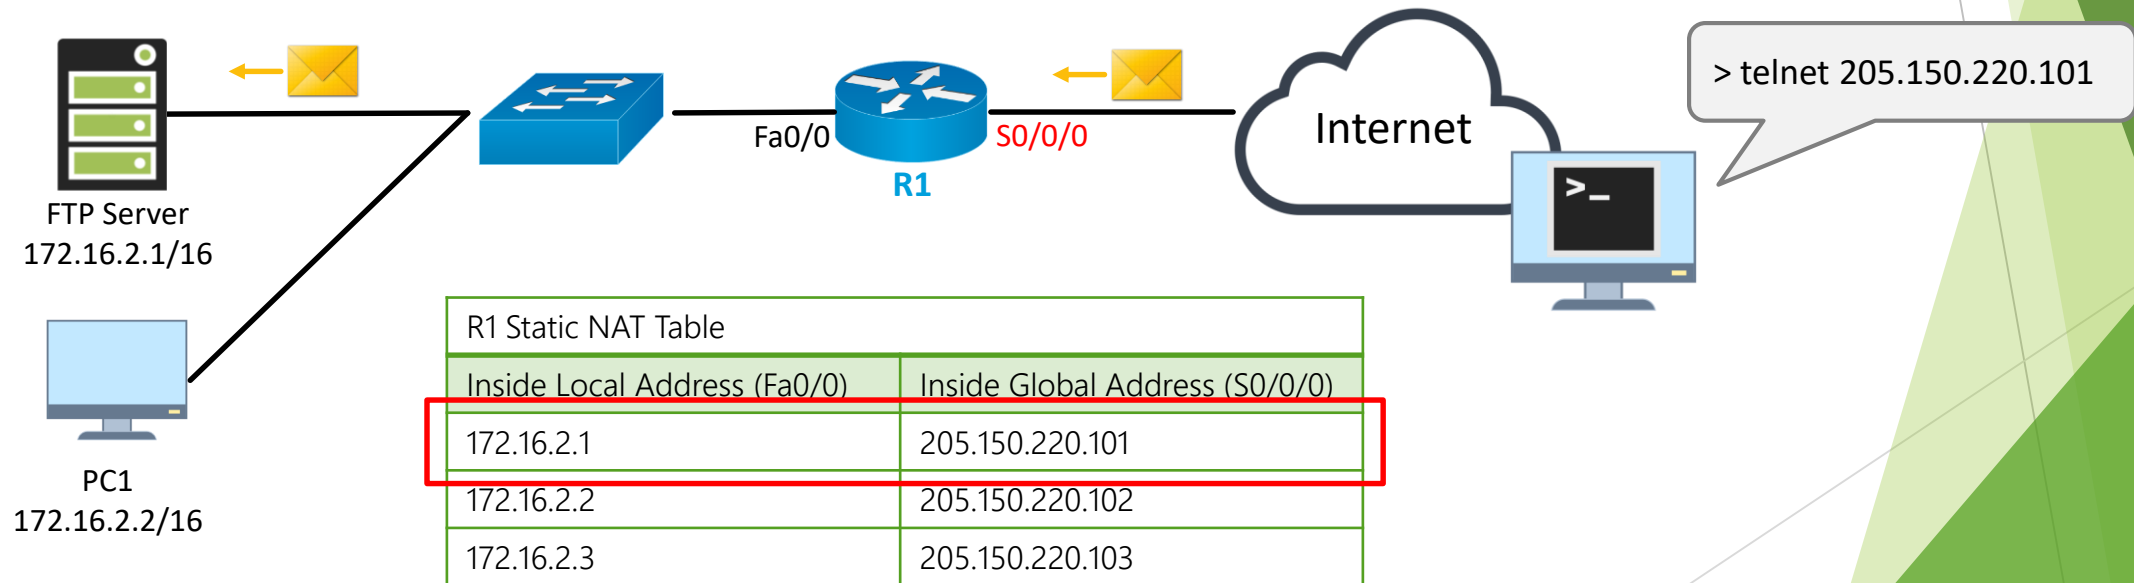 > telnet 205.150.220.101
Internet
Fa0/0
S0/0/0
R1
>_
FTP Server
172.16.2.1/16
R1 Static NAT Table
Inside Local Address (Fa0/0) Inside Global Address (S0/0/0)
172.16.2.1 205.150.220.101
172.16.2.2 205.150.220.102
172.16.2.3 205.150.220.103
PC1
172.16.2.2/16